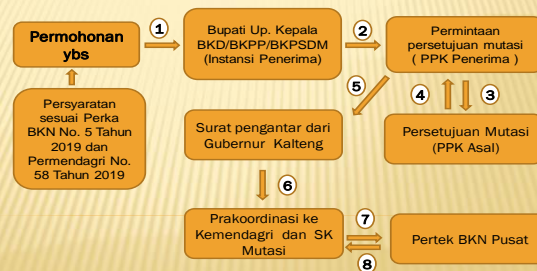 Permohonan
ybs
1
Bupati Up. Kepala
BKD/BKPP/BKPSDM
(Instansi Penerima)
2
Permintaan
persetujuan mutasi
( PPK Penerima )
Persyaratan
sesuai Perka
BKN No. 5 Tahun
2019 dan
Permendagri No.
58 Tahun 2019
5
4
3
Surat pengantar dari
Gubernur Kalteng
Persetujuan Mutasi
(PPK Asal)
6
Prakoordinasi ke
Kemendagri dan SK
Mutasi
7
8
Pertek BKN Pusat